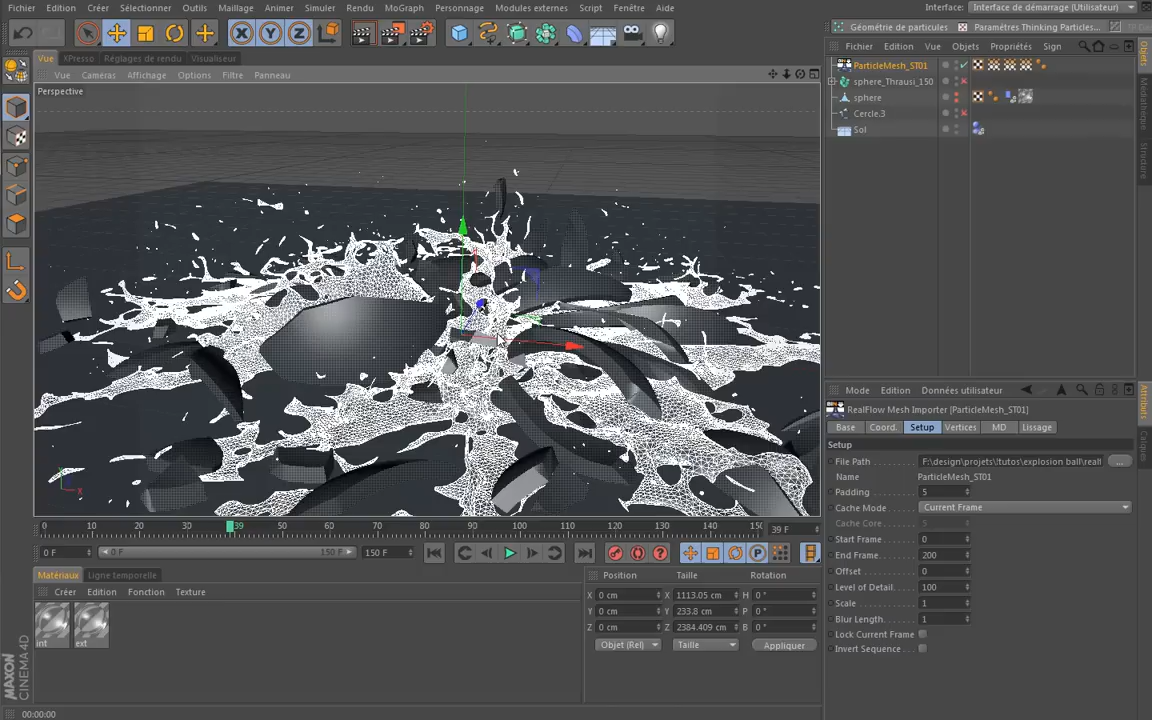 Fichier Edition Créer Sélectionner Outils Maillage Animer Simuler Rendu MoGraph Personnage Modules externes Script Fenêtre Aide Interface: Interface de démarrage (Utilisateur)
Géométrie de particules Paramètres Thinking Particles...
Fichier Edition Vue Objets Propriétés Sign
Vue XPresso Réglages de rendu Visualiseur
Vue Caméras Affichage Options Filtre Panneau
Perspective
ParticleMesh_ST01
sphere_Thrausi_150
sphere
Cercle.3
Sol
Objets
Médiathèque
Structure
Mode Edition Données utilisateur
RealFlow Mesh Importer [ParticleMesh_ST01]
Base Coord. Setup Vertices MD Lissage
Setup
File Path F:\design\projets\!tutos\explosion ball\reall ...
Name ParticleMesh_ST01
Padding 5
Cache Mode Current Frame
Cache Core 5
Start Frame 0
End Frame. 200
Offset 0
Level of Detail. 100
Scale 1
Blur Length. 1
Lock Current Frame
Invert Sequence
Attributs
Calques
X Y Z
0 10 20 30 39 50 60 70 80 90 100 110 120 130 140 150 39 F
0 F 0 F 150 F 150 F
Matériaux Ligne temporelle
Créer Edition Fonction Texture
int ext
Position Taille Rotation
X 0 cm X 1113.05 cm H 0 °
Y 0 cm Y 233.8 cm P 0 °
Z 0 cm Z 2384.409 cm B 0 °
Objet (Rel) Taille Appliquer
MAXON CINEMA 4D
00:00:00